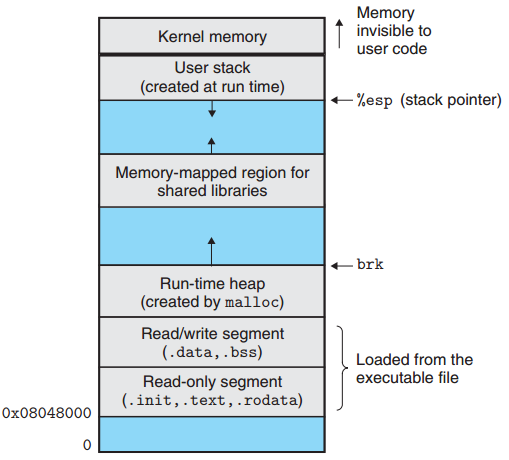 Memory
invisible to
user code
Kernel memory
User stack
(created at run time)
%esp (stack pointer)
Memory-mapped region for
shared libraries
brk
Run-time heap
(created by malloc)
Read/write segment
(.data,.bss)
Loaded from the
executable file
Read-only segment
(.init,.text,.rodata)
0x08048000
0